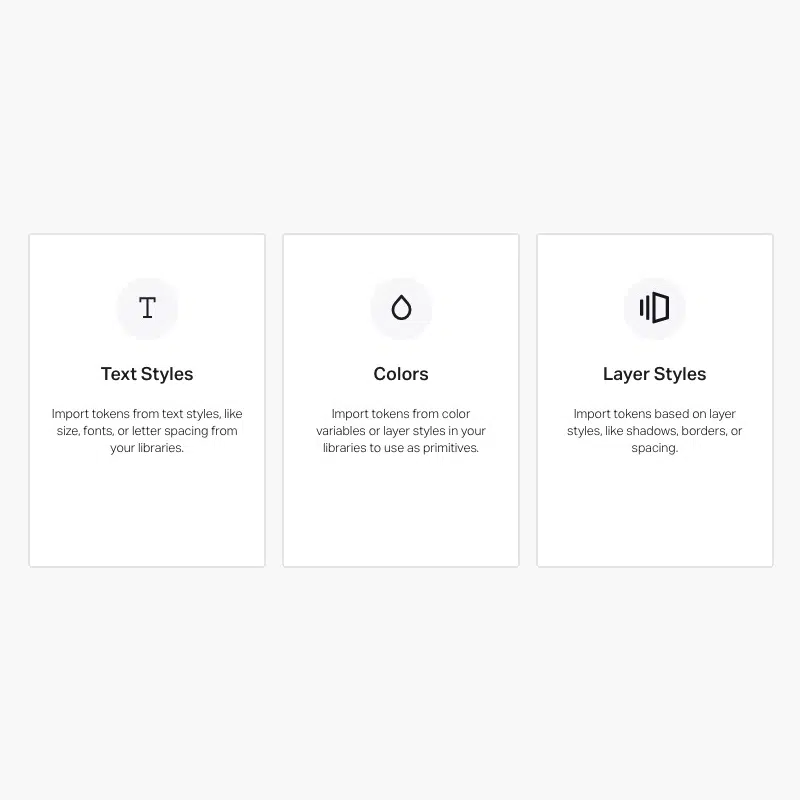 Text Styles
Import tokens from text styles, like
size, fonts, or letter spacing from
your libraries.
Colors
Import tokens from color
variables or layer styles in your
libraries to use as primitives.
Layer Styles
Import tokens based on layer
styles, like shadows, borders, or
spacing.